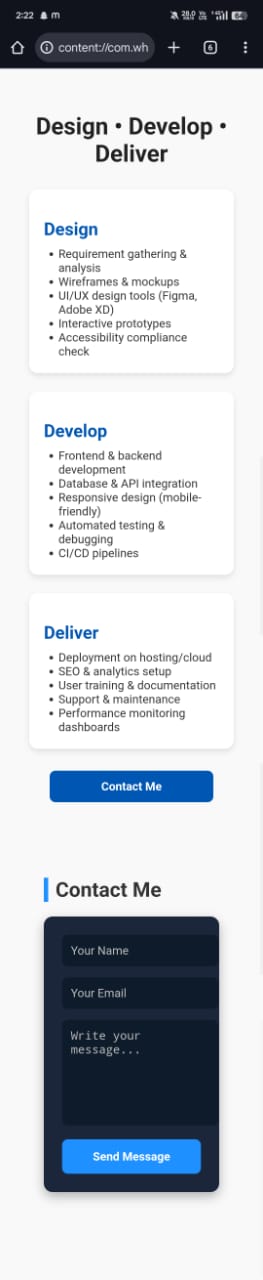 2:22 m
content://com.wh
6
Design • Develop •
Deliver
Design
• Requirement gathering &
analysis
• Wireframes & mockups
• UI/UX design tools (Figma,
Adobe XD)
• Interactive prototypes
• Accessibility compliance
check
Develop
• Frontend & backend
development
• Database & API integration
• Responsive design (mobile-
friendly)
• Automated testing &
debugging
• CI/CD pipelines
Deliver
• Deployment on hosting/cloud
• SEO & analytics setup
• User training & documentation
• Support & maintenance
• Performance monitoring
dashboards
Contact Me
Contact Me
Your Name
Your Email
Write your
message...
Send Message